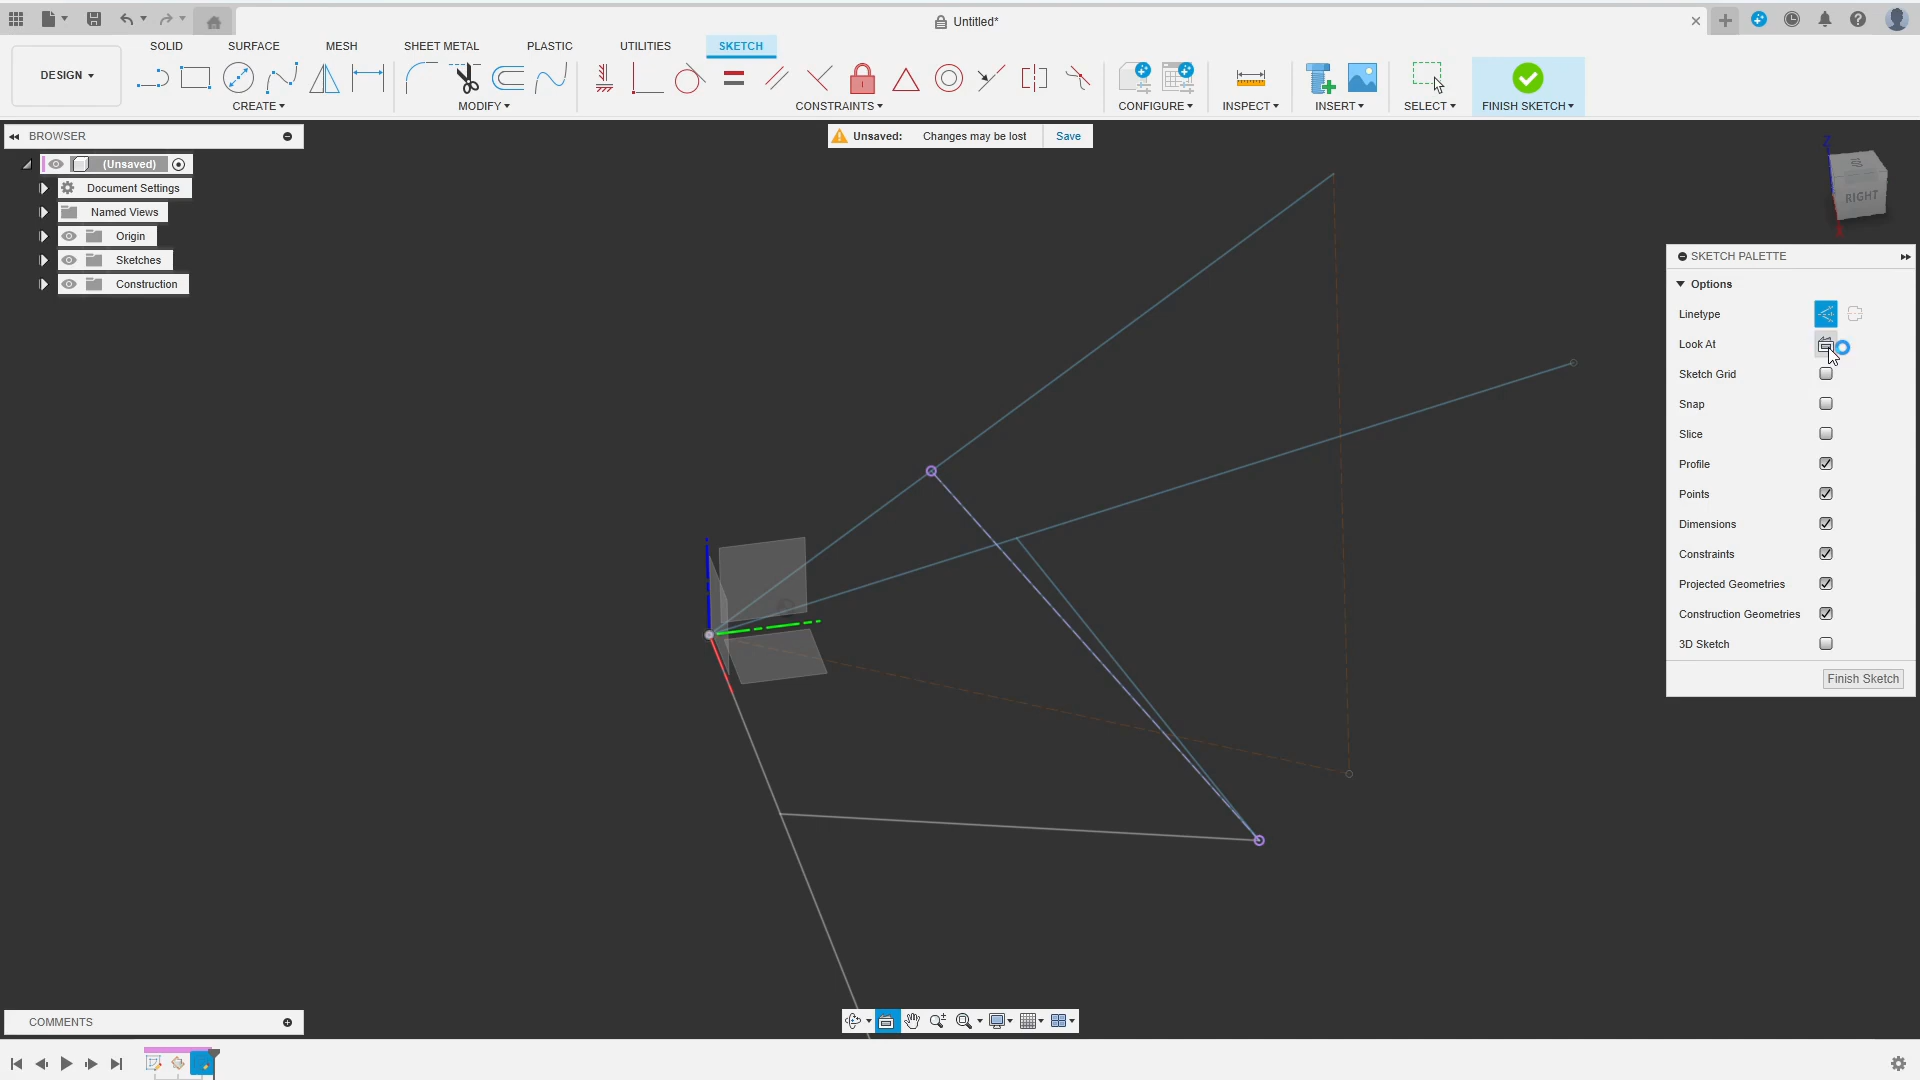 Untitled*
SOLID
SURFACE
MESH
SHEET METAL
PLASTIC
UTILITIES
SKETCH
DESIGN
CREATE
MODIFY
CONSTRAINTS
CONFIGURE
INSPECT
INSERT
SELECT
FINISH SKETCH
BROWSER
Unsaved:
Changes may be lost
Save
(Unsaved)
Document Settings
Named Views
Origin
Sketches
Construction
Z
RIGHT
SKETCH PALETTE
Options
Linetype
Look At
Sketch Grid
Snap
Slice
Profile
Points
Dimensions
Constraints
Projected Geometries
Construction Geometries
3D Sketch
Finish Sketch
COMMENTS